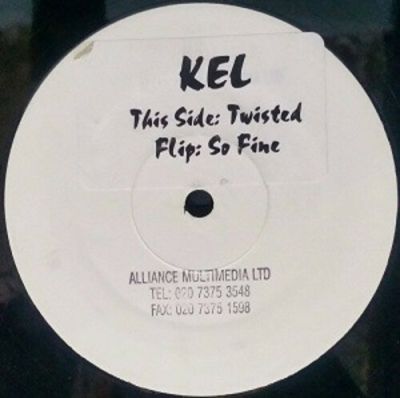 KEL
This Side: Twisted
Flip: So Fine
ALLIANCE MULTIMEDIA LTD
TEL: 020 7375 3548
FAX: 020 7375 1598